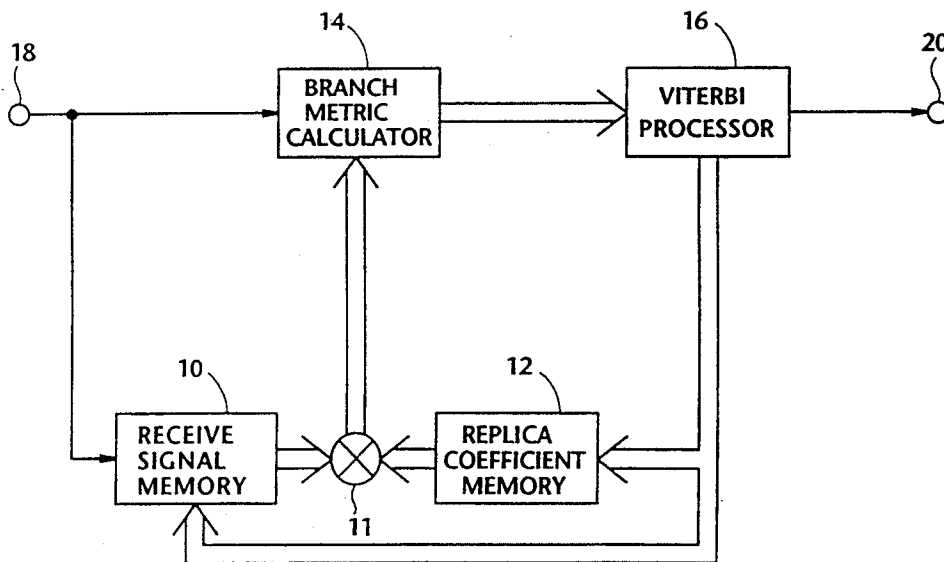 14
16
18
20
BRANCH
METRIC
CALCULATOR
VITERBI
PROCESSOR
10
12
RECEIVE
SIGNAL
MEMORY
REPLICA
COEFFICIENT
MEMORY
11